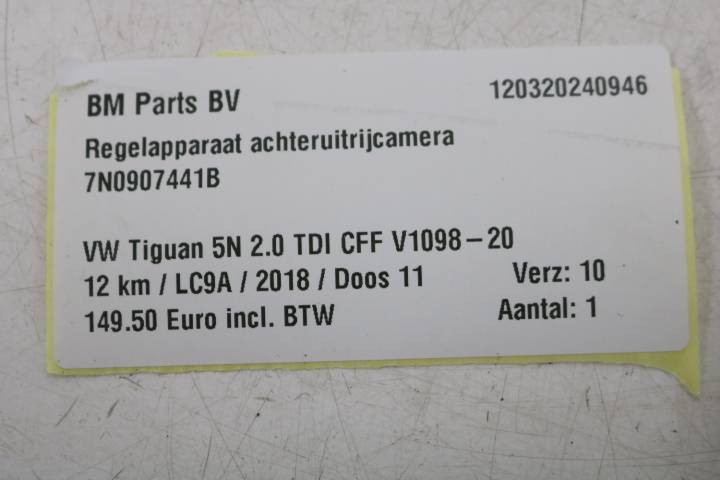 BM Parts BV 120320240946
Regelapparaat achteruitrijcamera
7N0907441B
VW Tiguan 5N 2.0 TDI CFF V1098-20
12 km / LC9A / 2018 / Doos 11 Verz: 10
149.50 Euro incl. BTW Aantal: 1